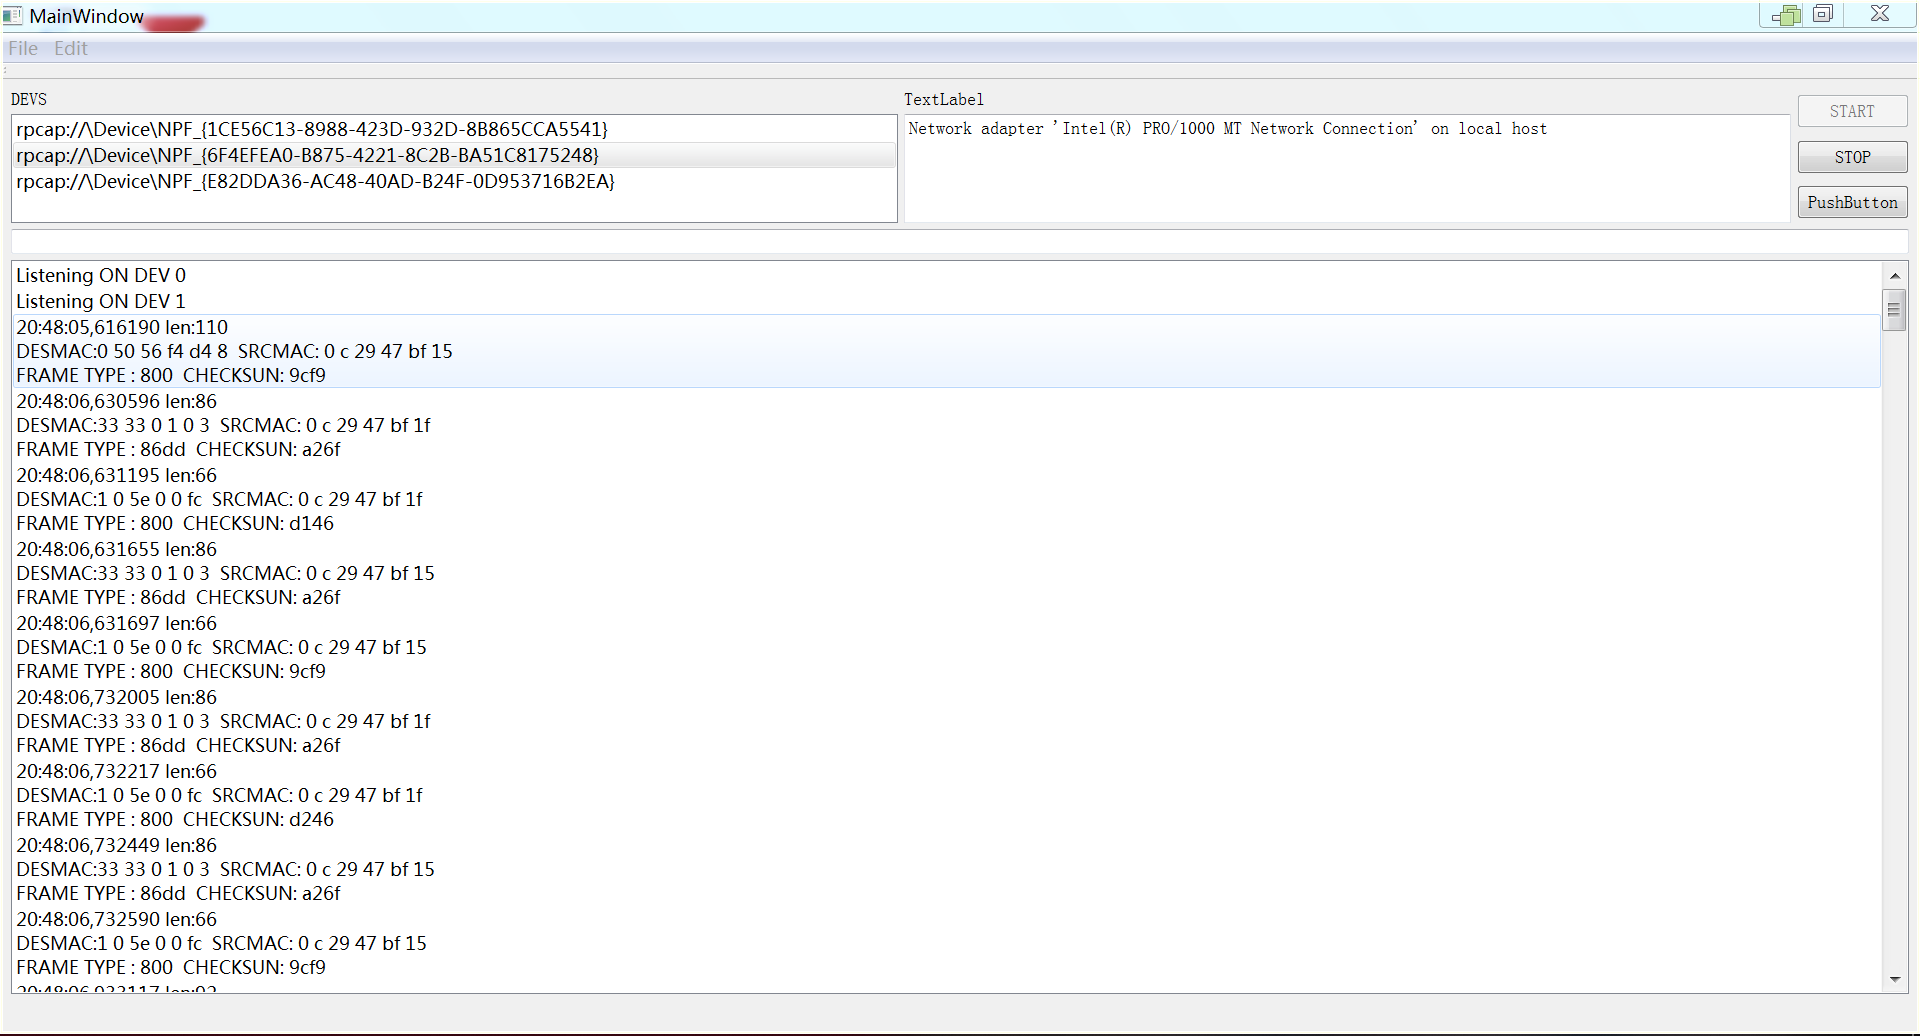 MainWindow
File Edit
DEVS
rpcap://\Device\NPF_{1CE56C13-8988-423D-932D-8B865CCA5541}
rpcap://\Device\NPF_{6F4EFEA0-B875-4221-8C2B-BA51C8175248}
rpcap://\Device\NPF_{E82DDA36-AC48-40AD-B24F-0D953716B2EA}
TextLabel
Network adapter 'Intel(R) PRO/1000 MT Network Connection' on local host
START
STOP
PushButton
Listening ON DEV 0
Listening ON DEV 1
20:48:05,616190 len:110
DESMAC:0 50 56 f4 d4 8  SRCMAC: 0 c 29 47 bf 15
FRAME TYPE : 800  CHECKSUN: 9cf9
20:48:06,630596 len:86
DESMAC:33 33 0 1 0 3  SRCMAC: 0 c 29 47 bf 1f
FRAME TYPE : 86dd  CHECKSUN: a26f
20:48:06,631195 len:66
DESMAC:1 0 5e 0 0 fc  SRCMAC: 0 c 29 47 bf 1f
FRAME TYPE : 800  CHECKSUN: d146
20:48:06,631655 len:86
DESMAC:33 33 0 1 0 3  SRCMAC: 0 c 29 47 bf 15
FRAME TYPE : 86dd  CHECKSUN: a26f
20:48:06,631697 len:66
DESMAC:1 0 5e 0 0 fc  SRCMAC: 0 c 29 47 bf 15
FRAME TYPE : 800  CHECKSUN: 9cf9
20:48:06,732005 len:86
DESMAC:33 33 0 1 0 3  SRCMAC: 0 c 29 47 bf 1f
FRAME TYPE : 86dd  CHECKSUN: a26f
20:48:06,732217 len:66
DESMAC:1 0 5e 0 0 fc  SRCMAC: 0 c 29 47 bf 1f
FRAME TYPE : 800  CHECKSUN: d246
20:48:06,732449 len:86
DESMAC:33 33 0 1 0 3  SRCMAC: 0 c 29 47 bf 15
FRAME TYPE : 86dd  CHECKSUN: a26f
20:48:06,732590 len:66
DESMAC:1 0 5e 0 0 fc  SRCMAC: 0 c 29 47 bf 15
FRAME TYPE : 800  CHECKSUN: 9cf9